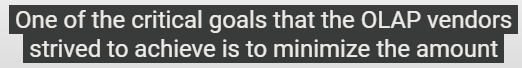 One of the critical goals that the OLAP vendors
strived to achieve is to minimize the amount